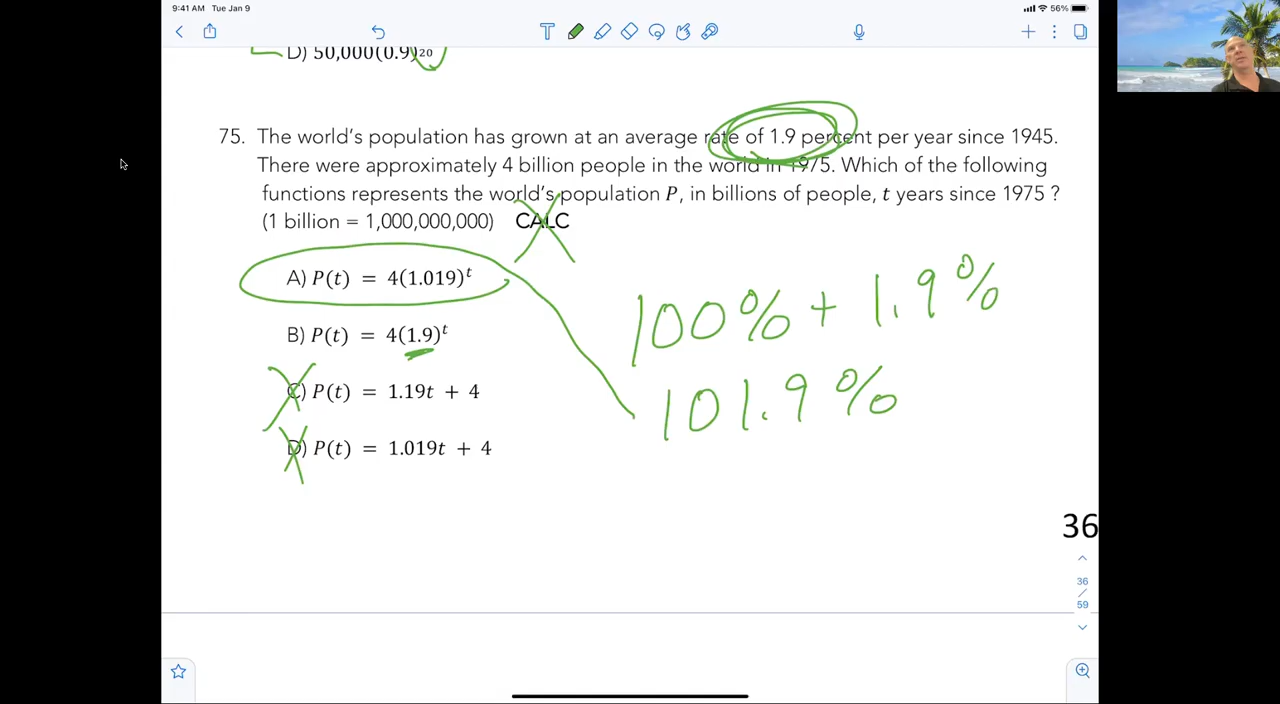 9:41 AM Tue Jan 9
56%
D) 50,000(0.9)20
75. The world's population has grown at an average rate of 1.9 percent per year since 1945.
There were approximately 4 billion people in the world in 1975. Which of the following
functions represents the world's population P, in billions of people, t years since 1975 ?
(1 billion = 1,000,000,000) CALC
A) P(t) = 4(1.019)^t
B) P(t) = 4(1.9)^t
C) P(t) = 1.19t + 4
D) P(t) = 1.019t + 4
100% + 1.9%
101.9%
36
36
/
59